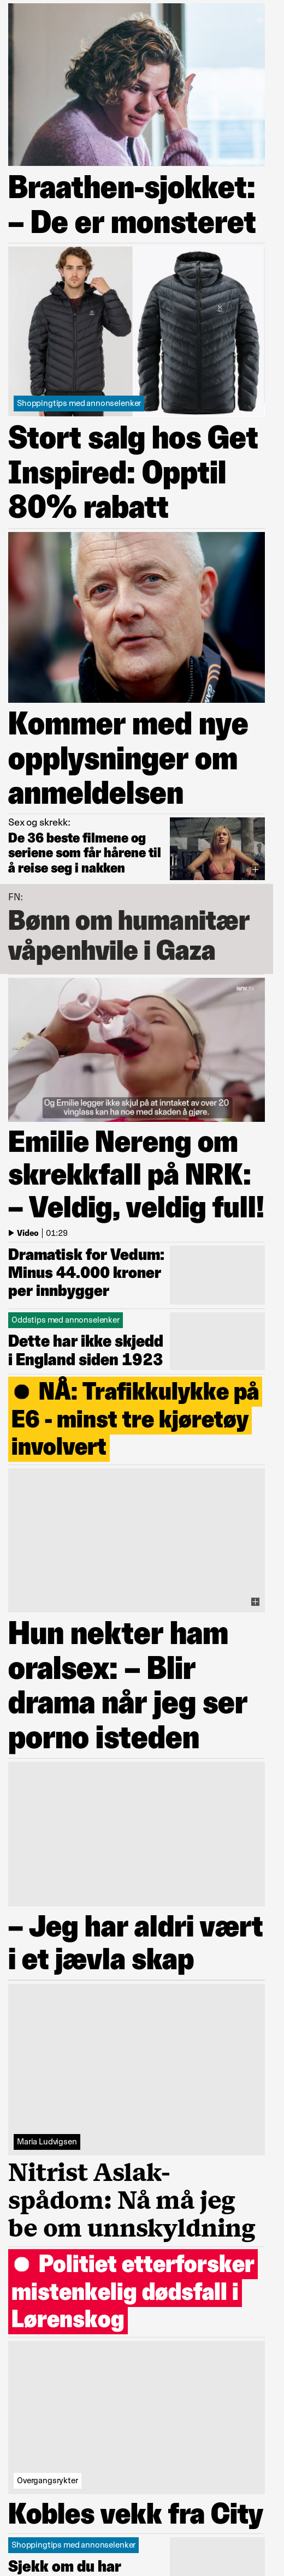 Braathen-sjokket:
– De er monsteret
Shoppingtips med annonselenker
Stort salg hos Get
Inspired: Opptil
80% rabatt
Kommer med nye
opplysninger om
anmeldelsen
Sex og skrekk:
De 36 beste filmene og
seriene som får hårene til
å reise seg i nakken
FN:
Bønn om humanitær
våpenhvile i Gaza
Og Emilie legger ikke skjul på at inntaket av over 20
vinglass kan ha noe med skaden å gjøre.
Emilie Nereng om
skrekkfall på NRK:
– Veldig, veldig full!
Video | 01:29
Dramatisk for Vedum:
Minus 44.000 kroner
per innbygger
Oddstips med annonselenker
Dette har ikke skjedd
i England siden 1923
NÅ: Trafikkulykke på
E6 - minst tre kjøretøy
involvert
Hun nekter ham
oralsex: – Blir
drama når jeg ser
porno isteden
– Jeg har aldri vært
i et jævla skap
Maria Ludvigsen
Nitrist Aslak-
spådom: Nå må jeg
be om unnskyldning
Politiet etterforsker
mistenkelig dødsfall i
Lørenskog
Overgangsrykter
Kobles vekk fra City
Shoppingtips med annonselenker
Sjekk om du har